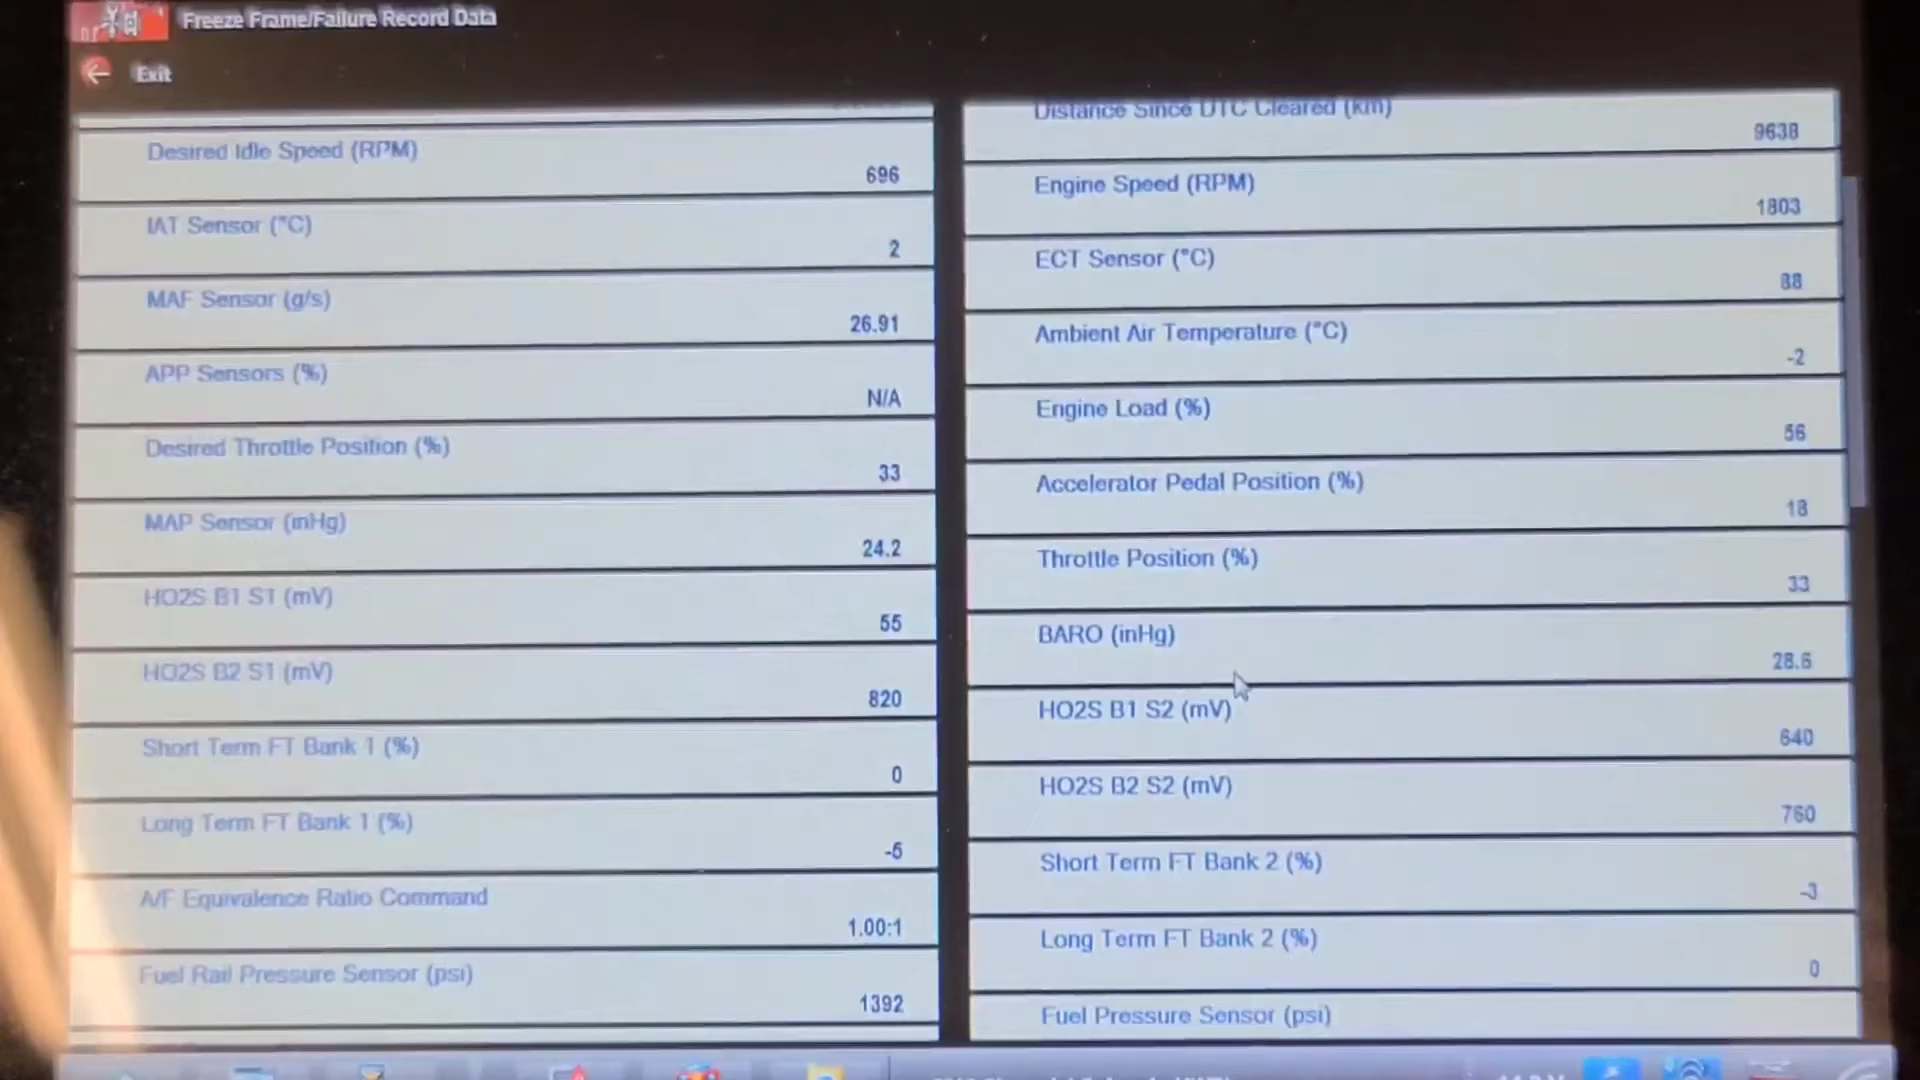 Freeze Frame/Failure Record Data
Exit
Desired Idle Speed (RPM)
696
IAT Sensor (°C)
2
MAF Sensor (g/s)
26.91
APP Sensors (%)
N/A
Desired Throttle Position (%)
33
MAP Sensor (inHg)
24.2
HO2S B1 S1 (mV)
55
HO2S B2 S1 (mV)
820
Short Term FT Bank 1 (%)
0
Long Term FT Bank 1 (%)
-5
A/F Equivalence Ratio Command
1.00:1
Fuel Rail Pressure Sensor (psi)
1392
Distance Since DTC Cleared (km)
9638
Engine Speed (RPM)
1803
ECT Sensor (°C)
88
Ambient Air Temperature (°C)
-2
Engine Load (%)
56
Accelerator Pedal Position (%)
18
Throttle Position (%)
33
BARO (inHg)
28.6
HO2S B1 S2 (mV)
640
HO2S B2 S2 (mV)
760
Short Term FT Bank 2 (%)
-3
Long Term FT Bank 2 (%)
0
Fuel Pressure Sensor (psi)